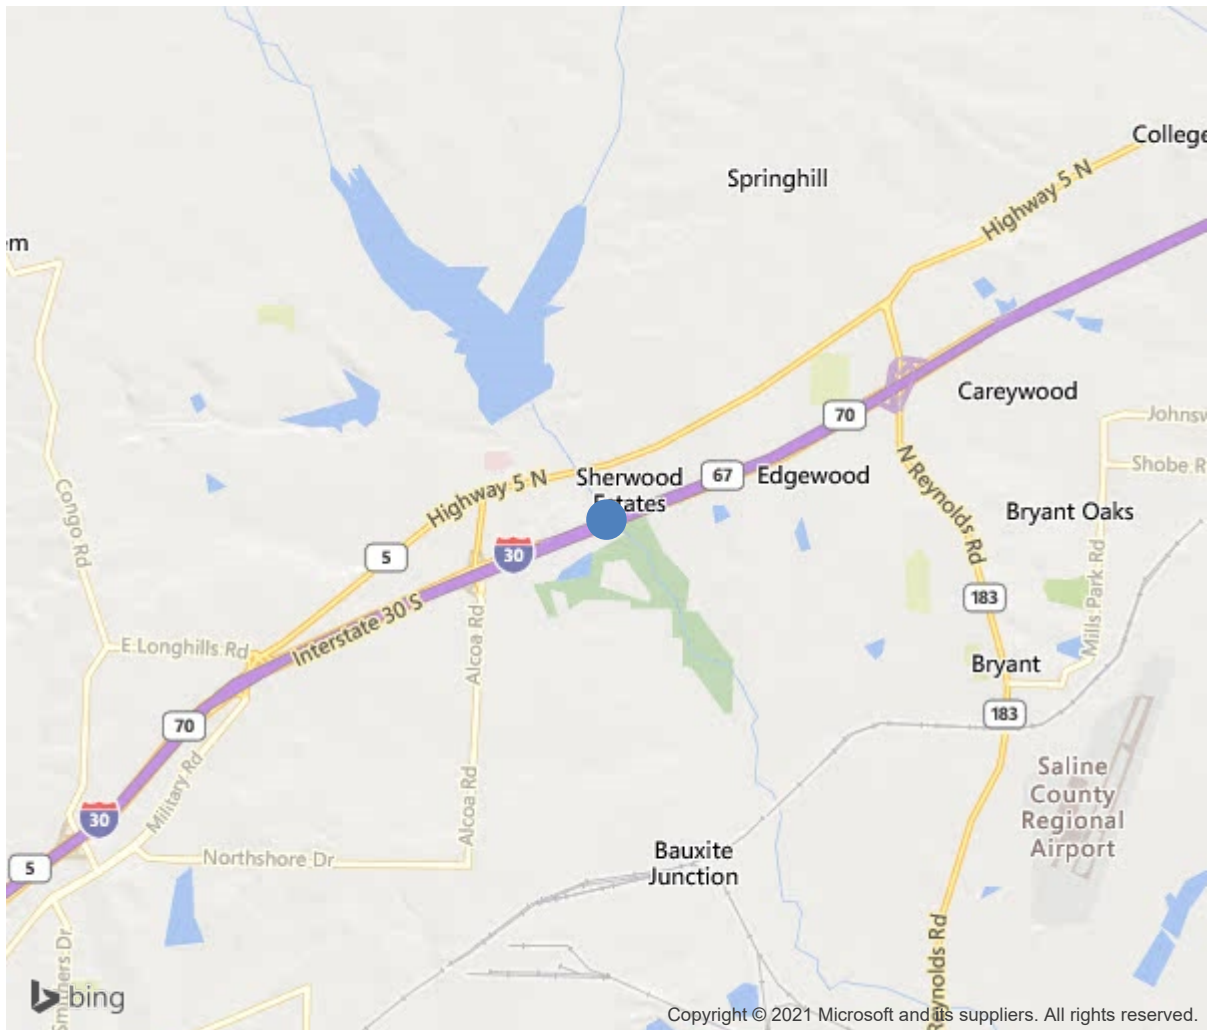 College
Springhill
Highway 5 N
em
Careywood
70
Johnsw
N Reynolds Rd
Shobe R
Sherwood
Estates
67
Edgewood
Highway 5 N
Bryant Oaks
Congo Rd
5
30
183
Mills Park Rd
Interstate 30 S
Alcoa Rd
E Longhills Rd
Bryant
183
70
Saline
County
Regional
Airport
Military Rd
Alcoa Rd
30
Northshore Dr
Bauxite
Junction
5
Reynolds Rd
Smithers Dr
bing
Copyright © 2021 Microsoft and its suppliers. All rights reserved.